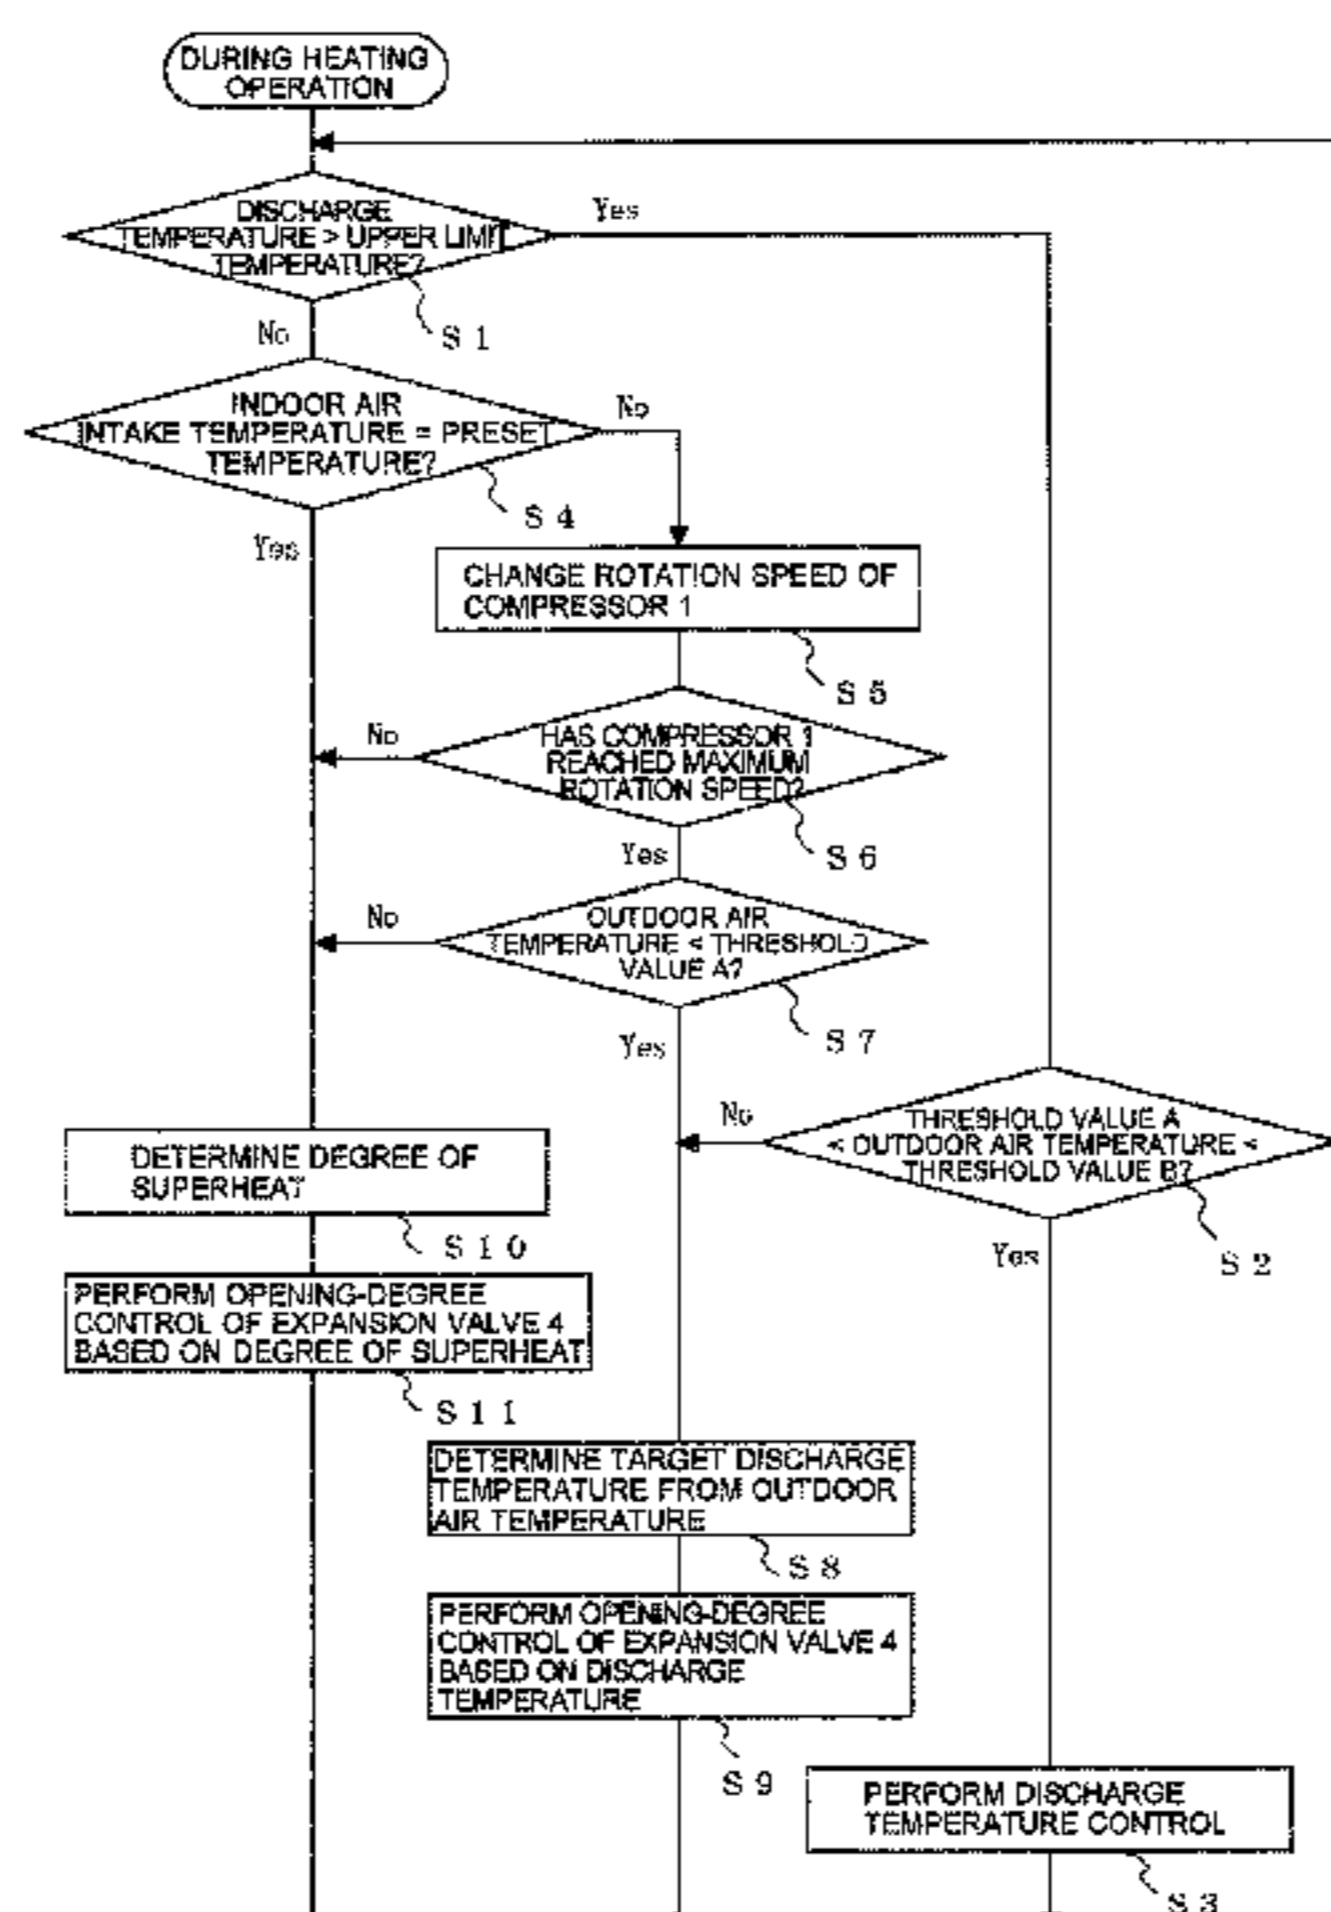 DURING HEATING
OPERATION
DISCHARGE
TEMPERATURE > UPPER LIMIT
TEMPERATURE?
Yes
No
S 1
INDOOR AIR
INTAKE TEMPERATURE = PRESET
TEMPERATURE?
No
S 4
Yes
CHANGE ROTATION SPEED OF
COMPRESSOR 1
S 5
No
HAS COMPRESSOR 1
REACHED MAXIMUM
ROTATION SPEED?
S 6
Yes
No
OUTDOOR AIR
TEMPERATURE < THRESHOLD
VALUE A?
S 7
Yes
No
THRESHOLD VALUE A
< OUTDOOR AIR TEMPERATURE <
THRESHOLD VALUE B?
S 2
Yes
DETERMINE DEGREE OF
SUPERHEAT
S 1 0
PERFORM OPENING-DEGREE
CONTROL OF EXPANSION VALVE 4
BASED ON DEGREE OF SUPERHEAT
S 1 1
DETERMINE TARGET DISCHARGE
TEMPERATURE FROM OUTDOOR
AIR TEMPERATURE
S 8
PERFORM OPENING-DEGREE
CONTROL OF EXPANSION VALVE 4
BASED ON DISCHARGE
TEMPERATURE
S 9
PERFORM DISCHARGE
TEMPERATURE CONTROL
S 3